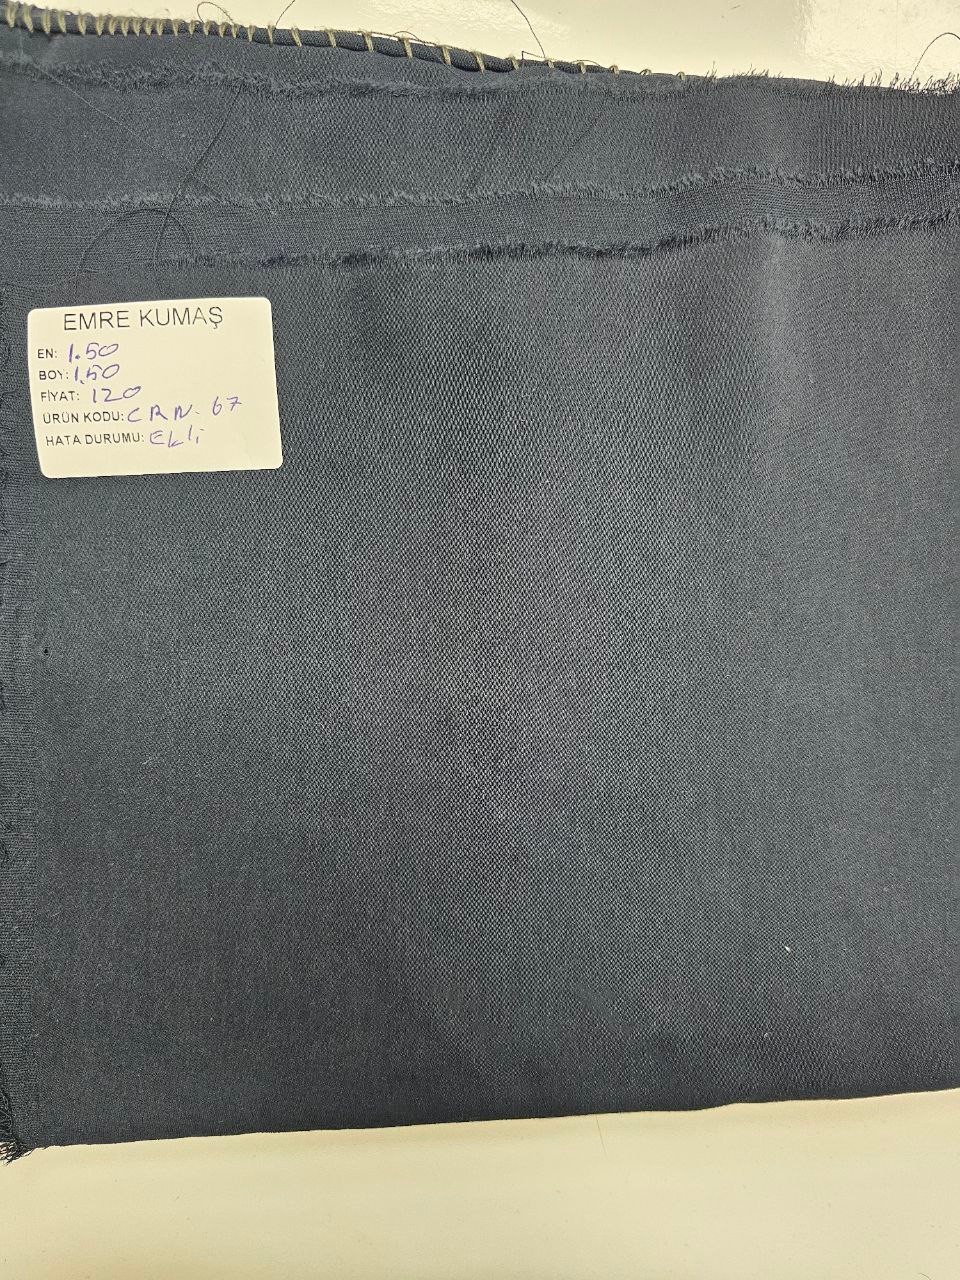 EMRE KUMAŞ
EN: 1.50
BOY: 1.50
FİYAT: 120
ÜRÜN KODU: CRN-67
HATA DURUMU: Ekli